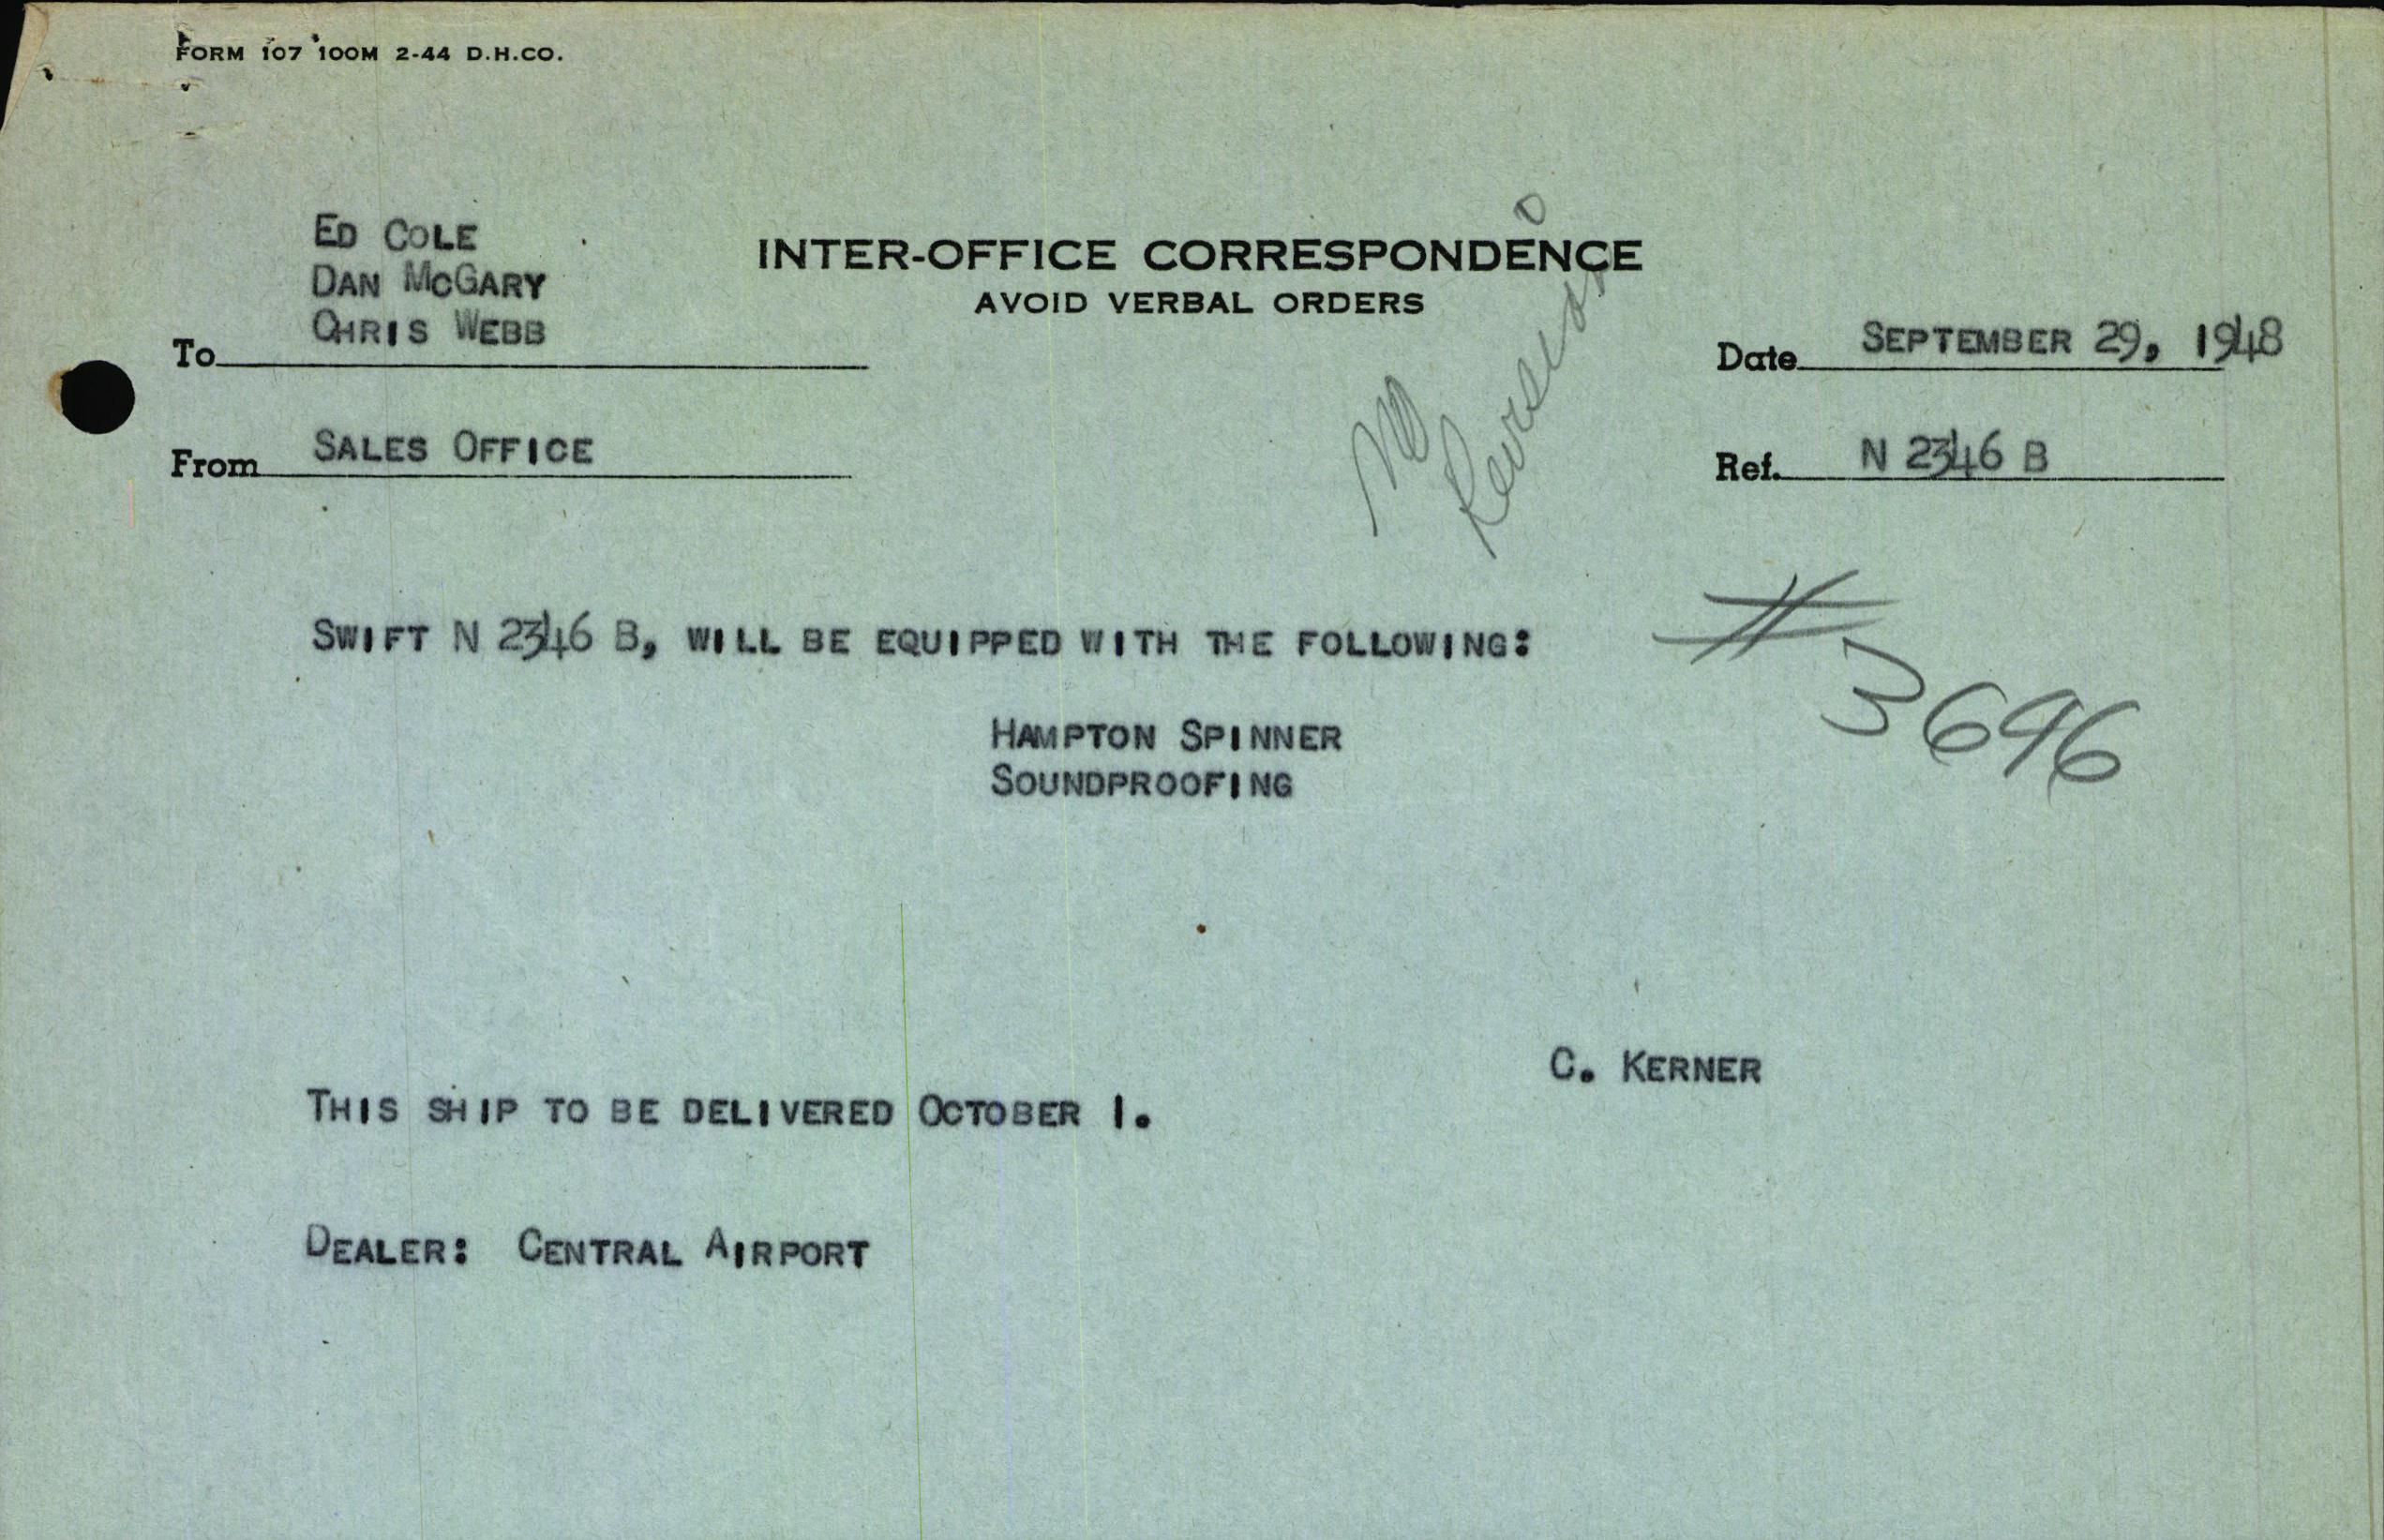 FORM 107 100M 2-44 D.H.CO.
INTER-OFFICE CORRESPONDENCE
AVOID VERBAL ORDERS
ED COLE
DAN MCGARY
CHRIS WEBB
To
Date SEPTEMBER 29, 1948
From SALES OFFICE
Ref. N 2346 B
No
SWIFT N 2346 B, WILL BE EQUIPPED WITH THE FOLLOWING:
#3696
HAMPTON SPINNER
SOUNDPROOFING
C. KERNER
THIS SHIP TO BE DELIVERED OCTOBER 1.
DEALER: CENTRAL AIRPORT